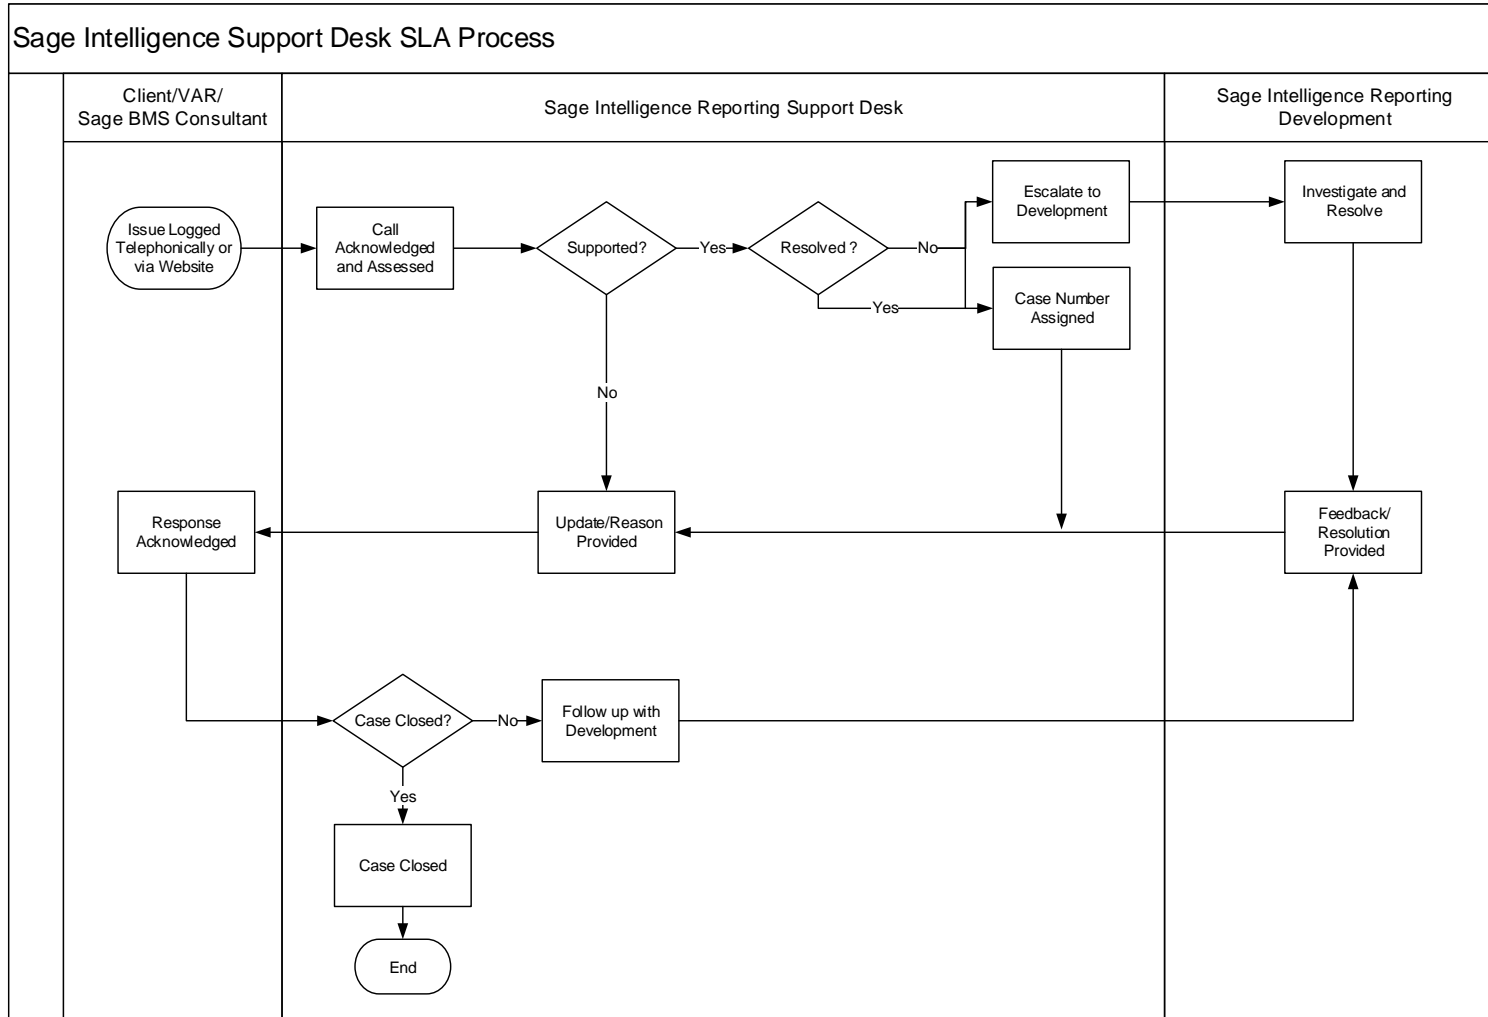 Sage Intelligence Support Desk SLA Process
Client/VAR/
Sage BMS Consultant
Sage Intelligence Reporting Support Desk
Sage Intelligence Reporting
Development
Issue Logged
Telephonically or
via Website
Call
Acknowledged
and Assessed
Supported?
Yes
Resolved ?
No
Yes
Escalate to
Development
Case Number
Assigned
Investigate and
Resolve
No
Response
Acknowledged
Update/Reason
Provided
Feedback/
Resolution
Provided
Case Closed?
No
Follow up with
Development
Yes
Case Closed
End